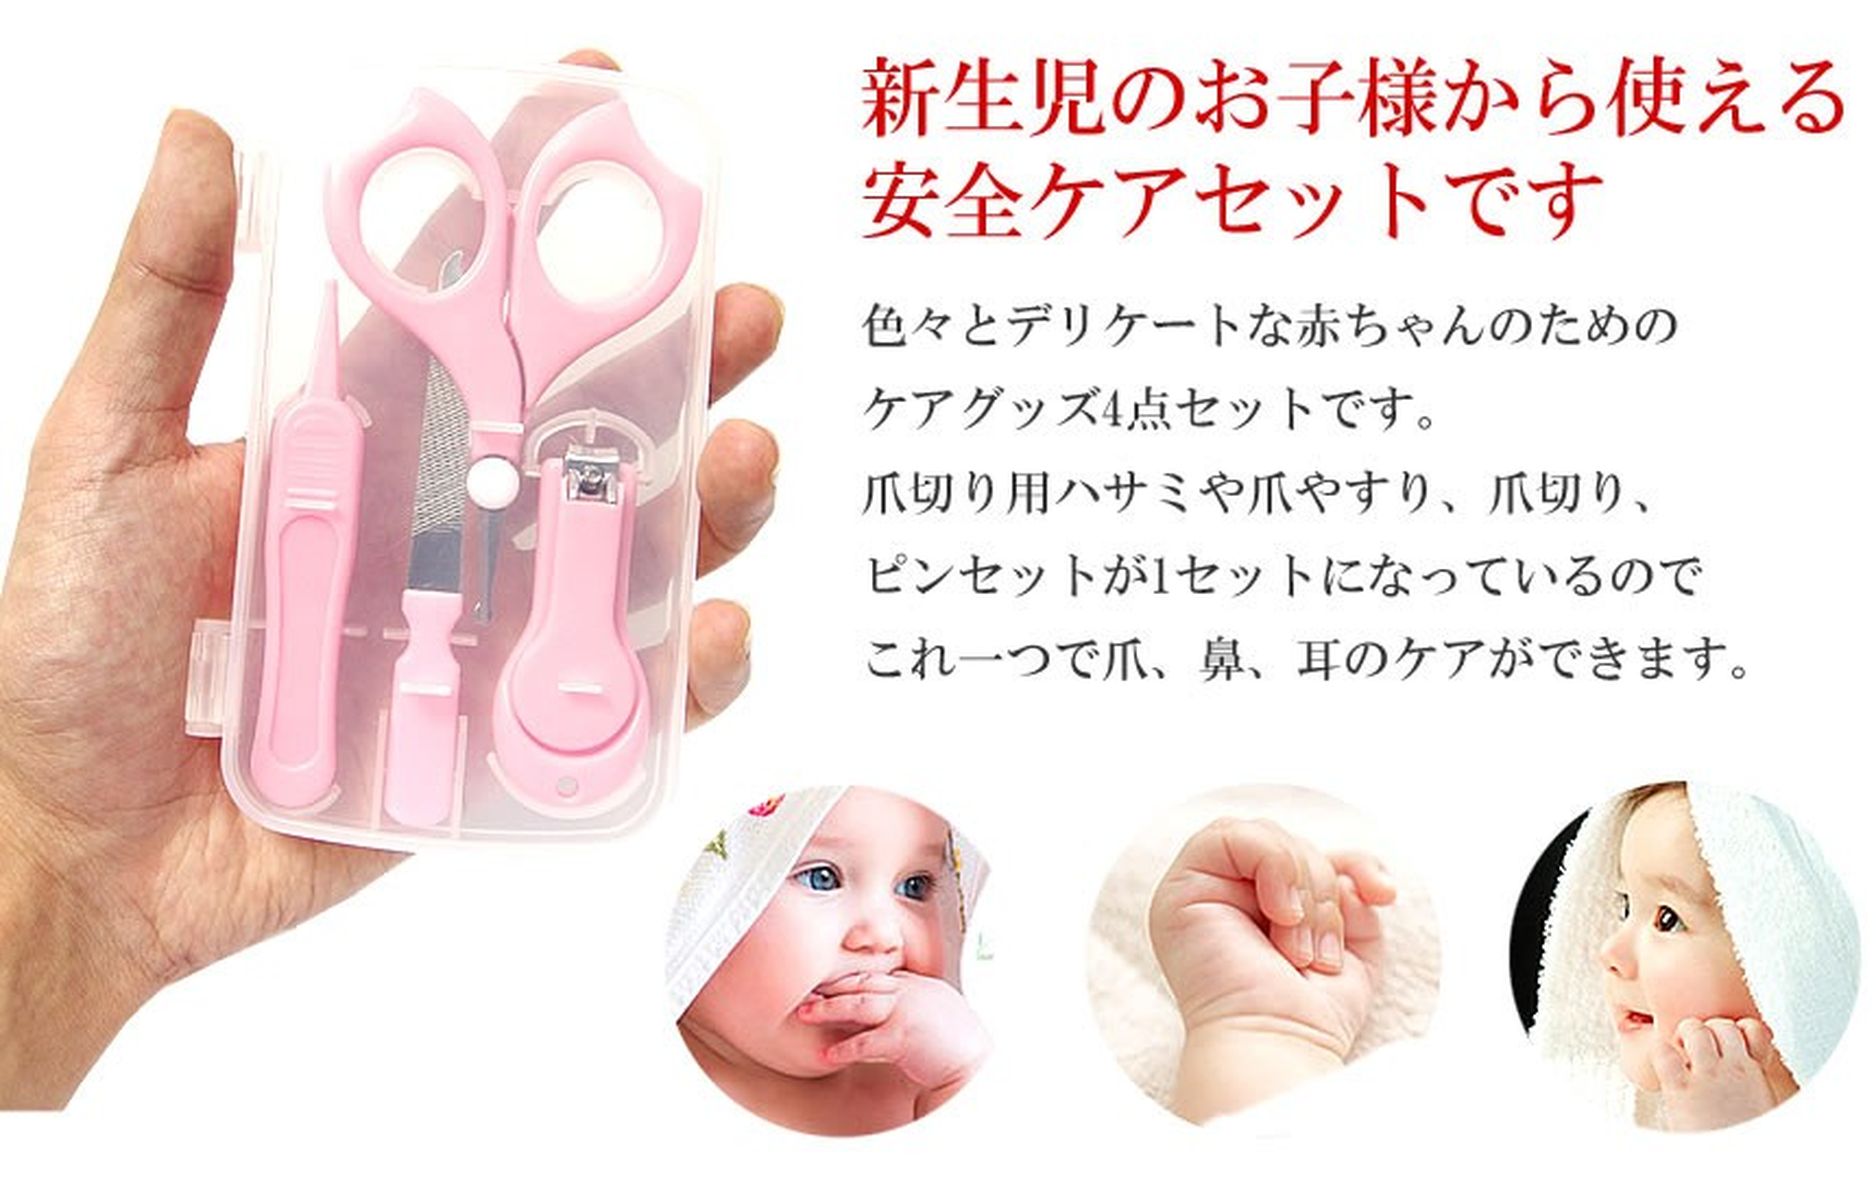 新生児のお子様から使える
安全ケアセットです
色々とデリケートな赤ちゃんのための
ケアグッズ4点セットです。
爪切り用ハサミや爪やすり、爪切り、
ピンセットが1セットになっているので
これ一つで爪、鼻、耳のケアができます。